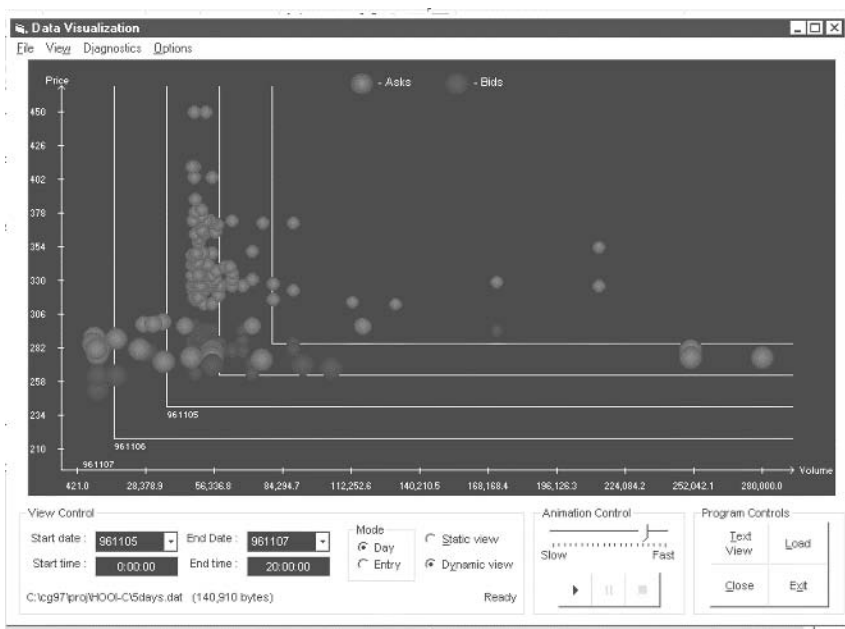 Data Visualization
File View Diagnostics Options
Price
- Asks - Bids
450
426
402
378
354
330
306
282
258
234
210
961105
961106
961107
Volume
421.0 28,378.9 56,336.8 84,294.7 112,252.6 140,210.5 168,168.4 196,126.3 224,084.2 252,042.1 280,000.0
View Control
Start date : 961105 End Date : 961107
Start time : 0:00:00 End time : 20:00:00
Mode
Day
Entry
Static view
Dynamic view
C:\cg97\proj\HOOI-C\5days.dat (140,910 bytes) Ready
Animation Control
Slow Fast
Program Controls
Text View
Load
Close
Exit